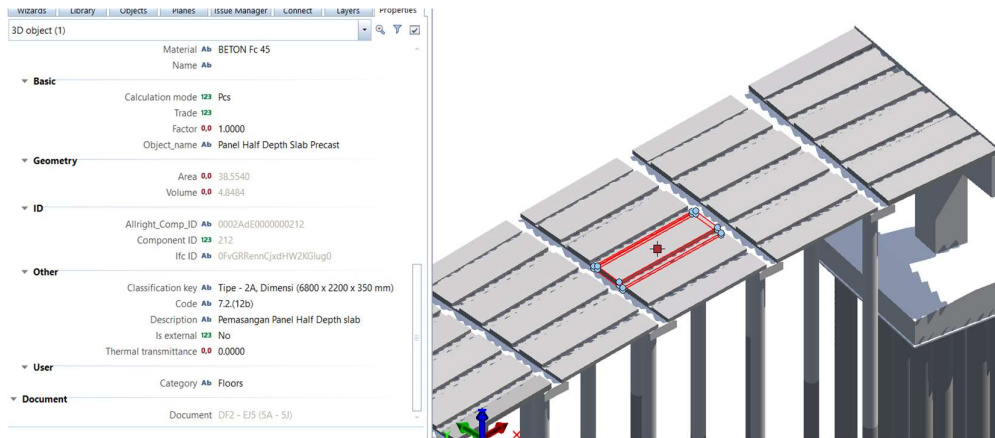 Wizards Library Objects Planes Issue Manager Connect Layers Properties
3D object (1)
Material Ab BETON Fc 45
Name Ab
Basic
Calculation mode 123 Pcs
Trade 123
Factor 0,0 1.0000
Object_name Ab Panel Half Depth Slab Precast
Geometry
Area 0,0 38.5540
Volume 0,0 4.8484
ID
Allright_Comp_ID Ab 0002AdE0000000212
Component ID 123 212
Ifc ID Ab 0FvGRRennCjxdHW2KGlug0
Other
Classification key Ab Tipe - 2A, Dimensi (6800 x 2200 x 350 mm)
Code Ab 7.2.(12b)
Description Ab Pemasangan Panel Half Depth slab
Is external 123 No
Thermal transmittance 0,0 0.0000
User
Category Ab Floors
Document
Document DF2 - EJ5 (5A - 5J)